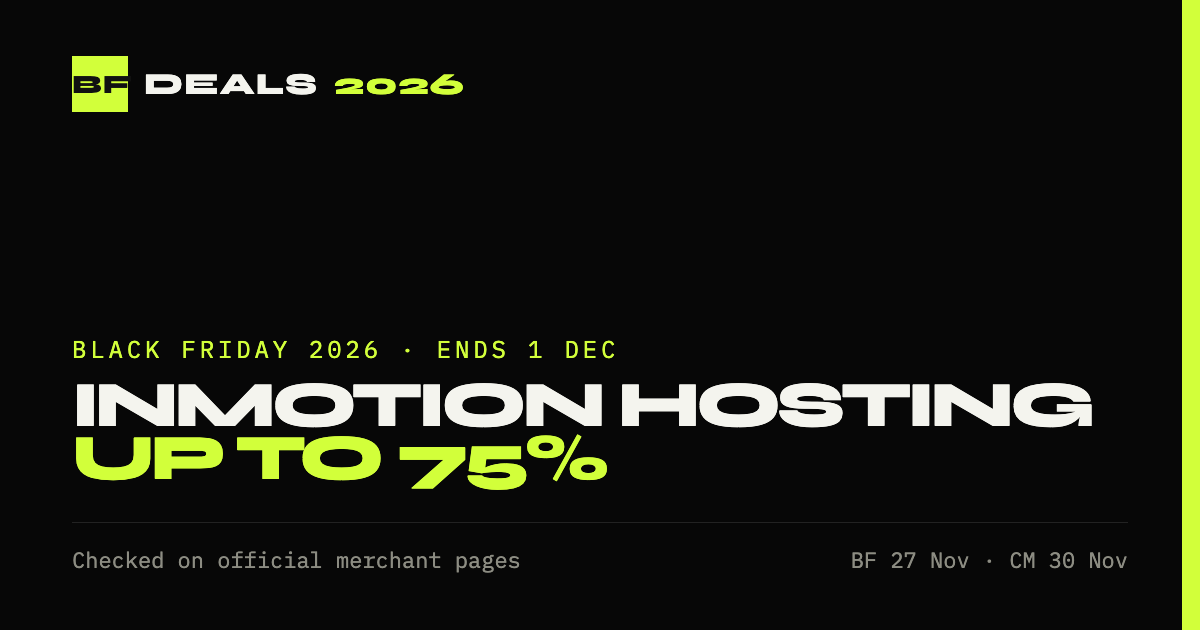 BF DEALS 2026
BLACK FRIDAY 2026 · ENDS 1 DEC
INMOTION HOSTING
UP TO 75%
Checked on official merchant pages
BF 27 Nov · CM 30 Nov